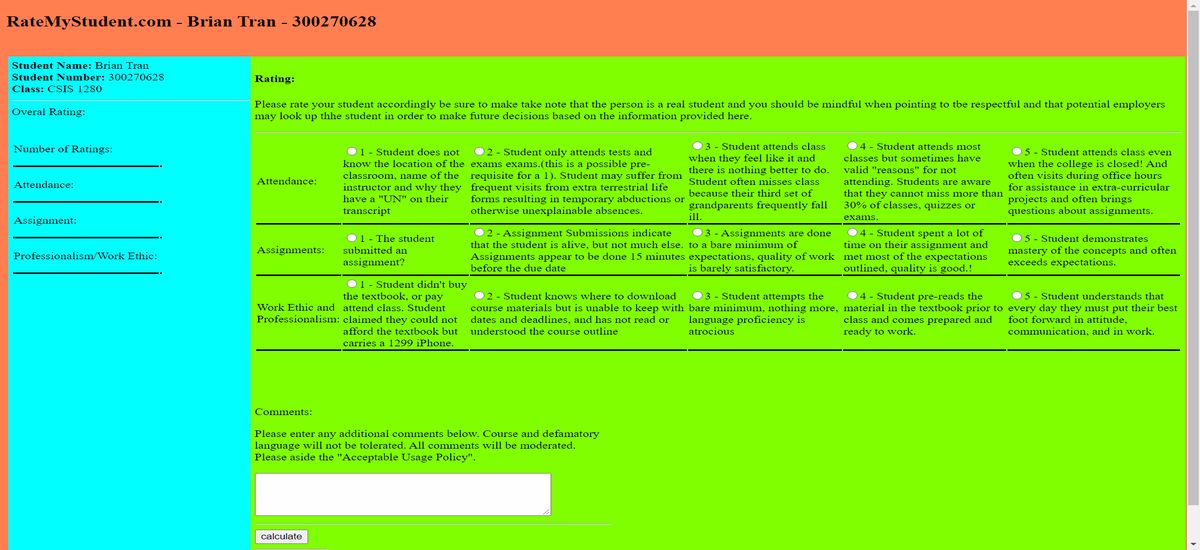 RateMyStudent.com - Brian Tran - 300270628
Student Name: Brian Tran
Student Number: 300270628
Class: CSIS 1280
Overal Rating:
Number of Ratings:
Attendance:
Assignment:
Professionalism/Work Ethic:
Rating:
Please rate your student accordingly be sure to make take note that the person is a real student and you should be mindful when pointing to tbe respectful and that potential employers
may look up thhe student in order to make future decisions based on the information provided here.
Attendance:
1 - Student does not
know the location of the
classroom, name of the
instructor and why they
have a "UN" on their
transcript
2 - Student only attends tests and
exams exams.(this is a possible pre-
requisite for a 1). Student may suffer from
frequent visits from extra terrestrial life
forms resulting in temporary abductions or
otherwise unexplainable absences.
3 - Student attends class
when they feel like it and
there is nothing better to do.
Student often misses class
because their third set of
grandparents frequently fall
ill.
4 - Student attends most
classes but sometimes have
valid "reasons" for not
attending. Students are aware
that they cannot miss more than
30% of classes, quizzes or
exams.
5 - Student attends class even
when the college is closed! And
often visits during office hours
for assistance in extra-curricular
projects and often brings
questions about assignments.
Assignments:
1 - The student
submitted an
assignment?
2 - Assignment Submissions indicate
that the student is alive, but not much else.
Assignments appear to be done 15 minutes
before the due date
3 - Assignments are done
to a bare minimum of
expectations, quality of work
is barely satisfactory.
4 - Student spent a lot of
time on their assignment and
met most of the expectations
outlined, quality is good.!
5 - Student demonstrates
mastery of the concepts and often
exceeds expectations.
Work Ethic and
Professionalism:
1 - Student didn't buy
the textbook, or pay
attend class. Student
claimed they could not
afford the textbook but
carries a 1299 iPhone.
2 - Student knows where to download
course materials but is unable to keep with
dates and deadlines, and has not read or
understood the course outline
3 - Student attempts the
bare minimum, nothing more,
language proficiency is
atrocious
4 - Student pre-reads the
material in the textbook prior to
class and comes prepared and
ready to work.
5 - Student understands that
every day they must put their best
foot forward in attitude,
communication, and in work.
Comments:
Please enter any additional comments below. Course and defamatory
language will not be tolerated. All comments will be moderated.
Please aside the "Acceptable Usage Policy".
calculate